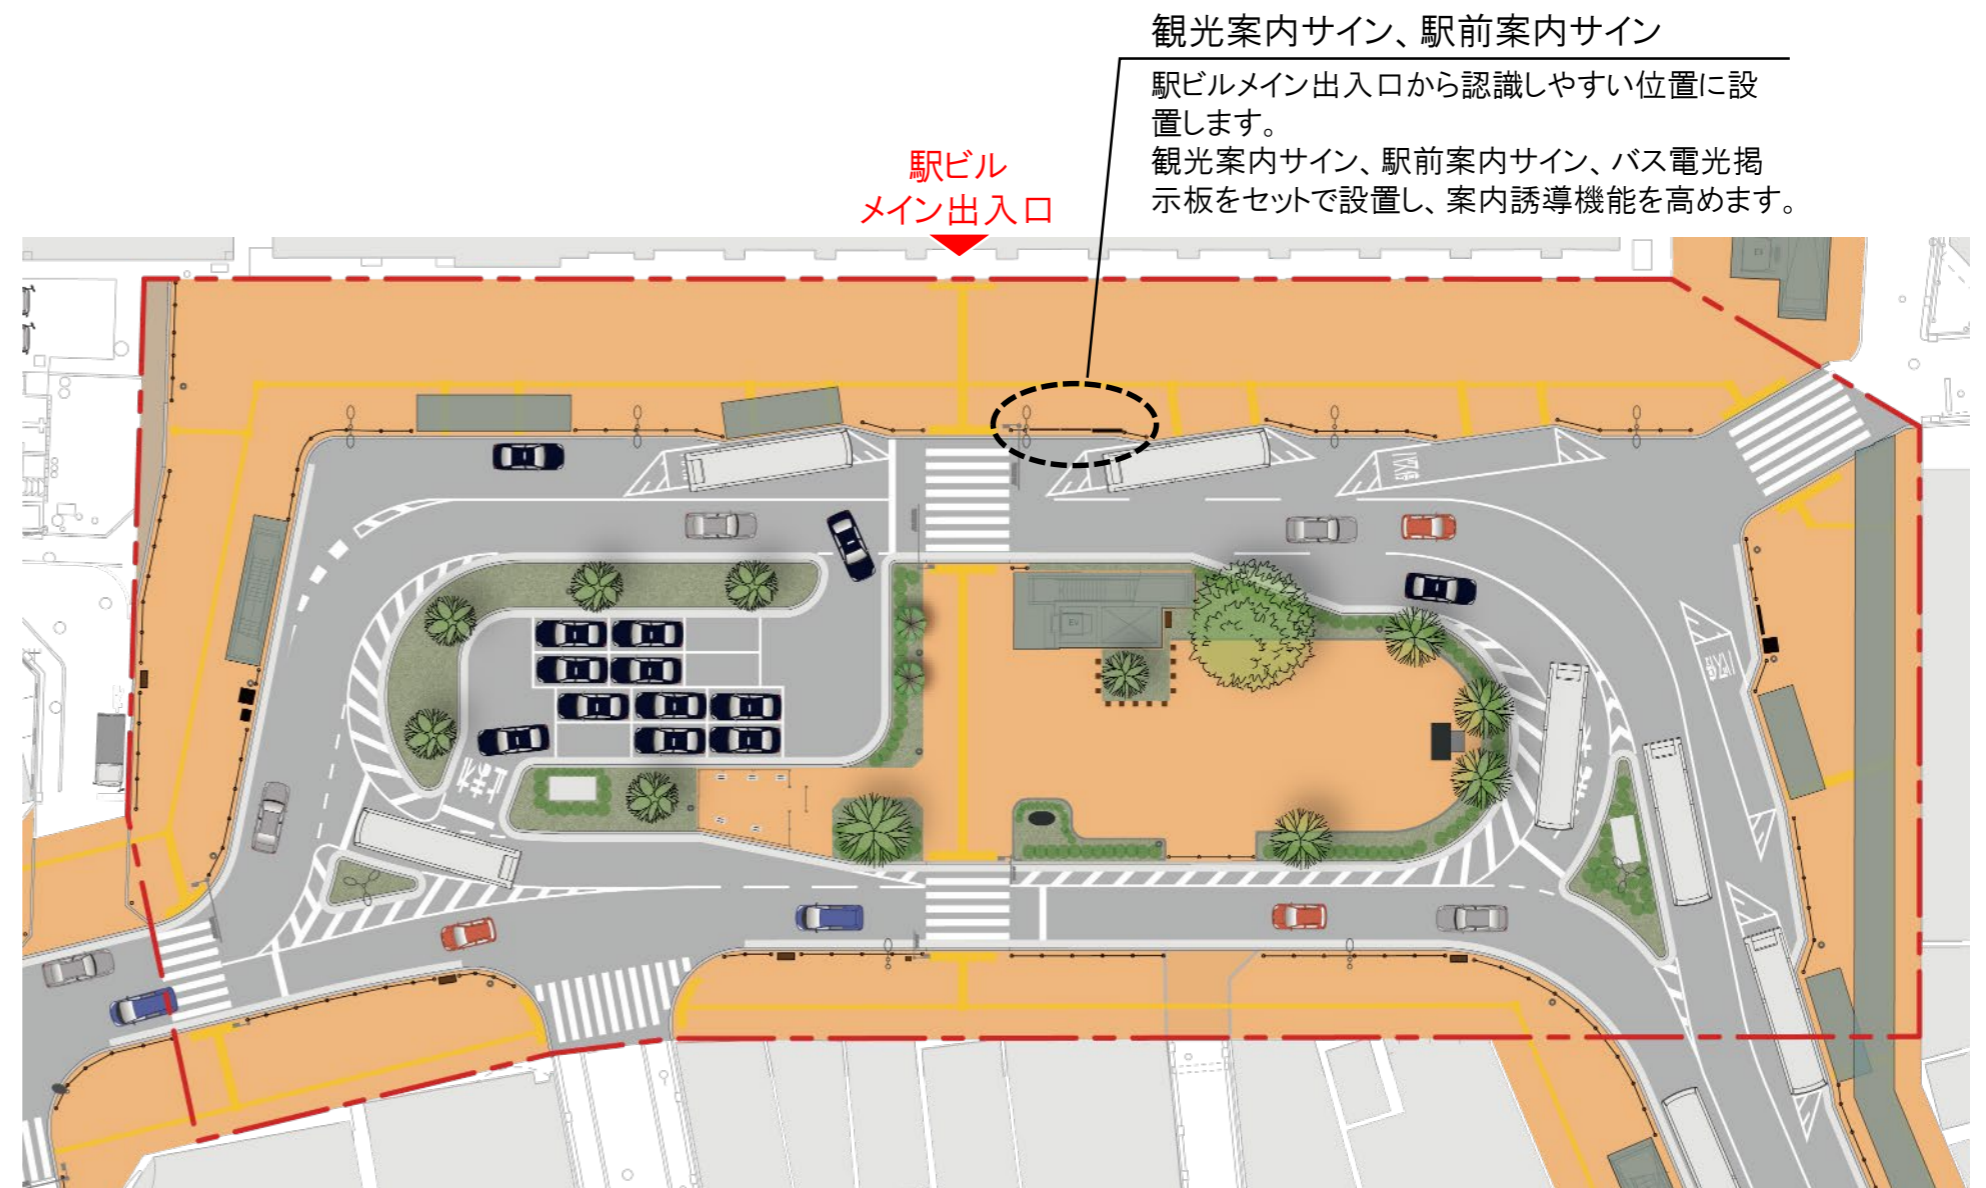 観光案内サイン、駅前案内サイン
駅ビルメイン出入口から認識しやすい位置に設
置します。
観光案内サイン、駅前案内サイン、バス電光掲
示板をセットで設置し、案内誘導機能を高めます。
駅ビル
メイン出入口